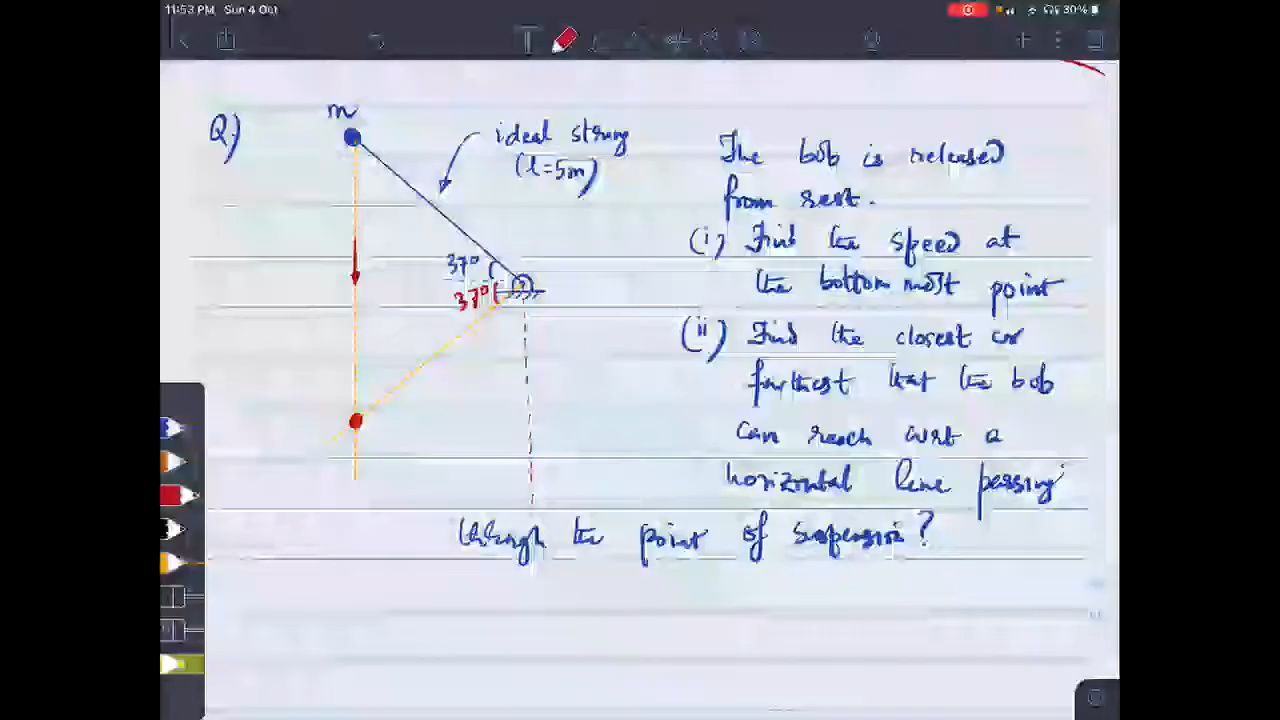 11:53 PM Sun 4 Oct
30%
Q)
m
ideal string
(l=5m)
37°
37°
The bob is released
from rest.
(i) Find the speed at
the bottom most point
(ii) Find the closest or
furthest that the bob
can reach wrt a
horizontal line passing
through the point of suspension?